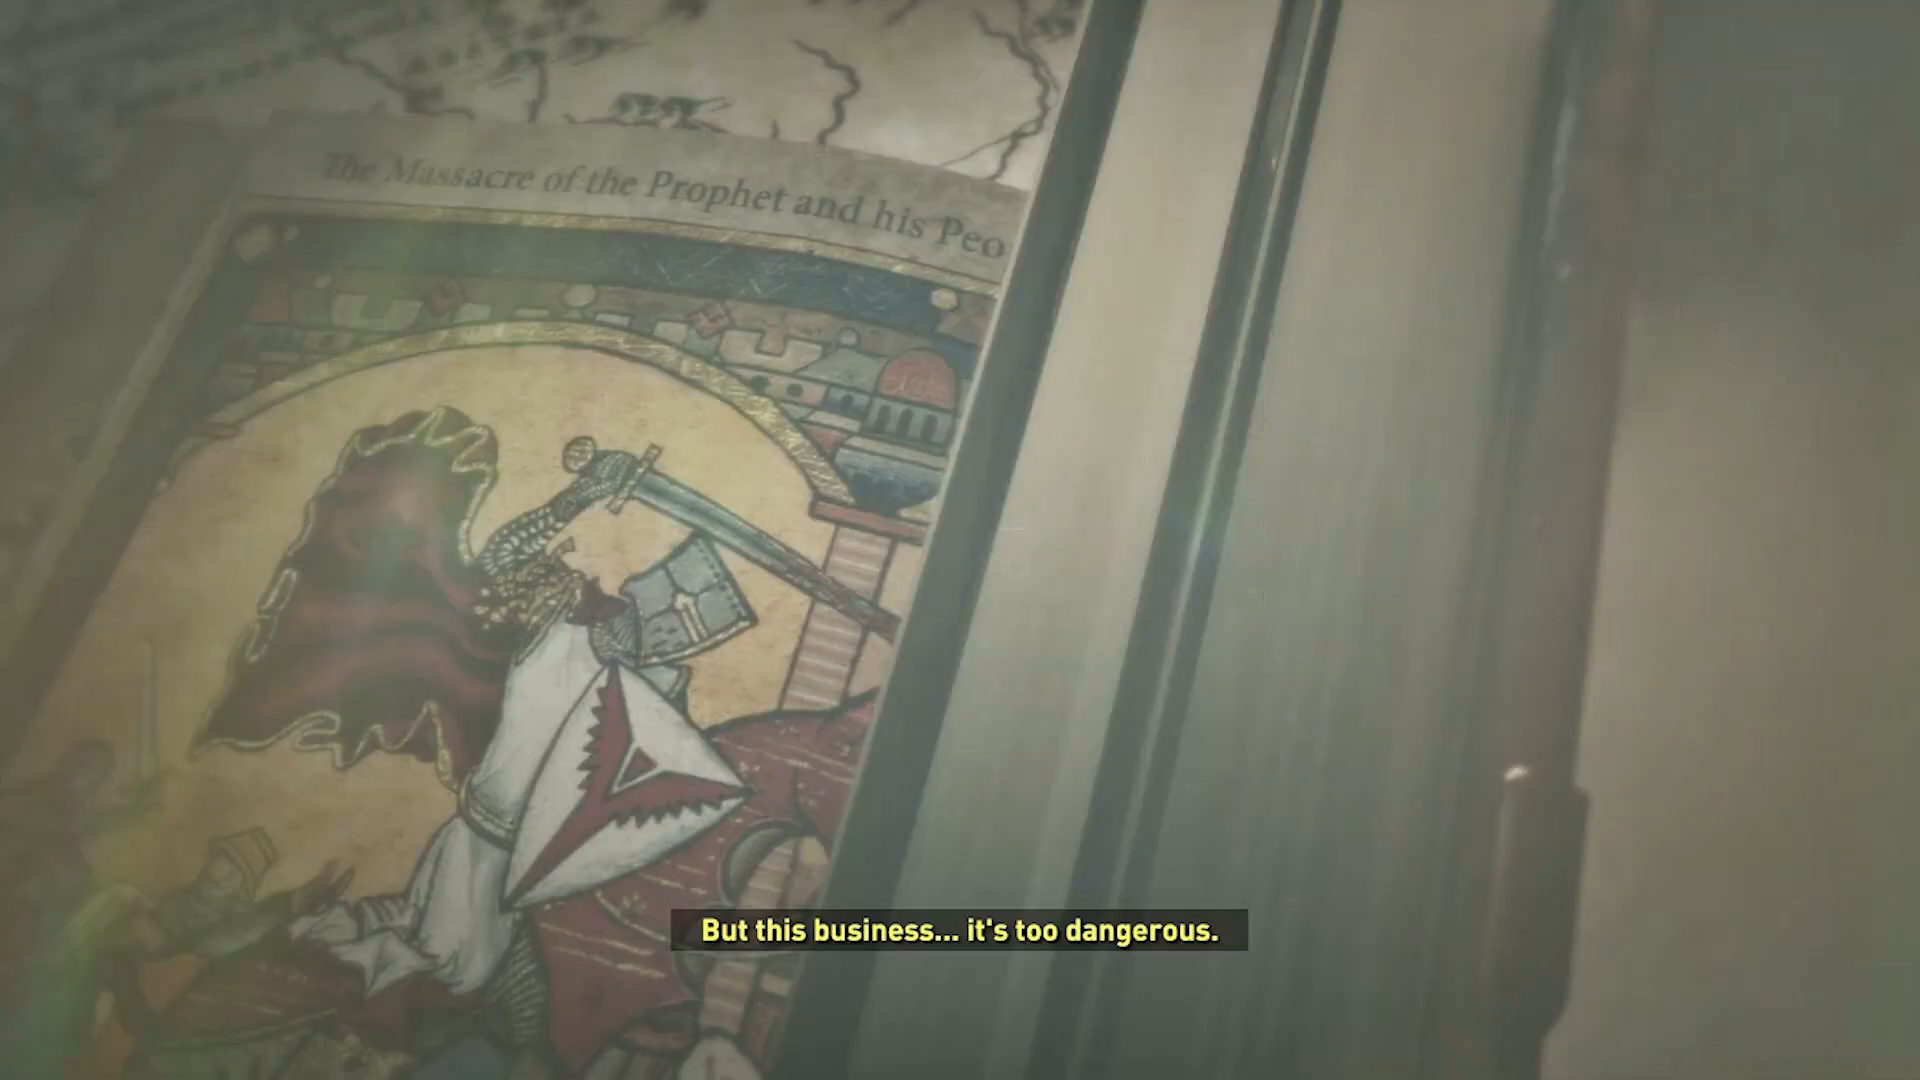 The Massacre of the Prophet and his Peo
But this business... it's too dangerous.